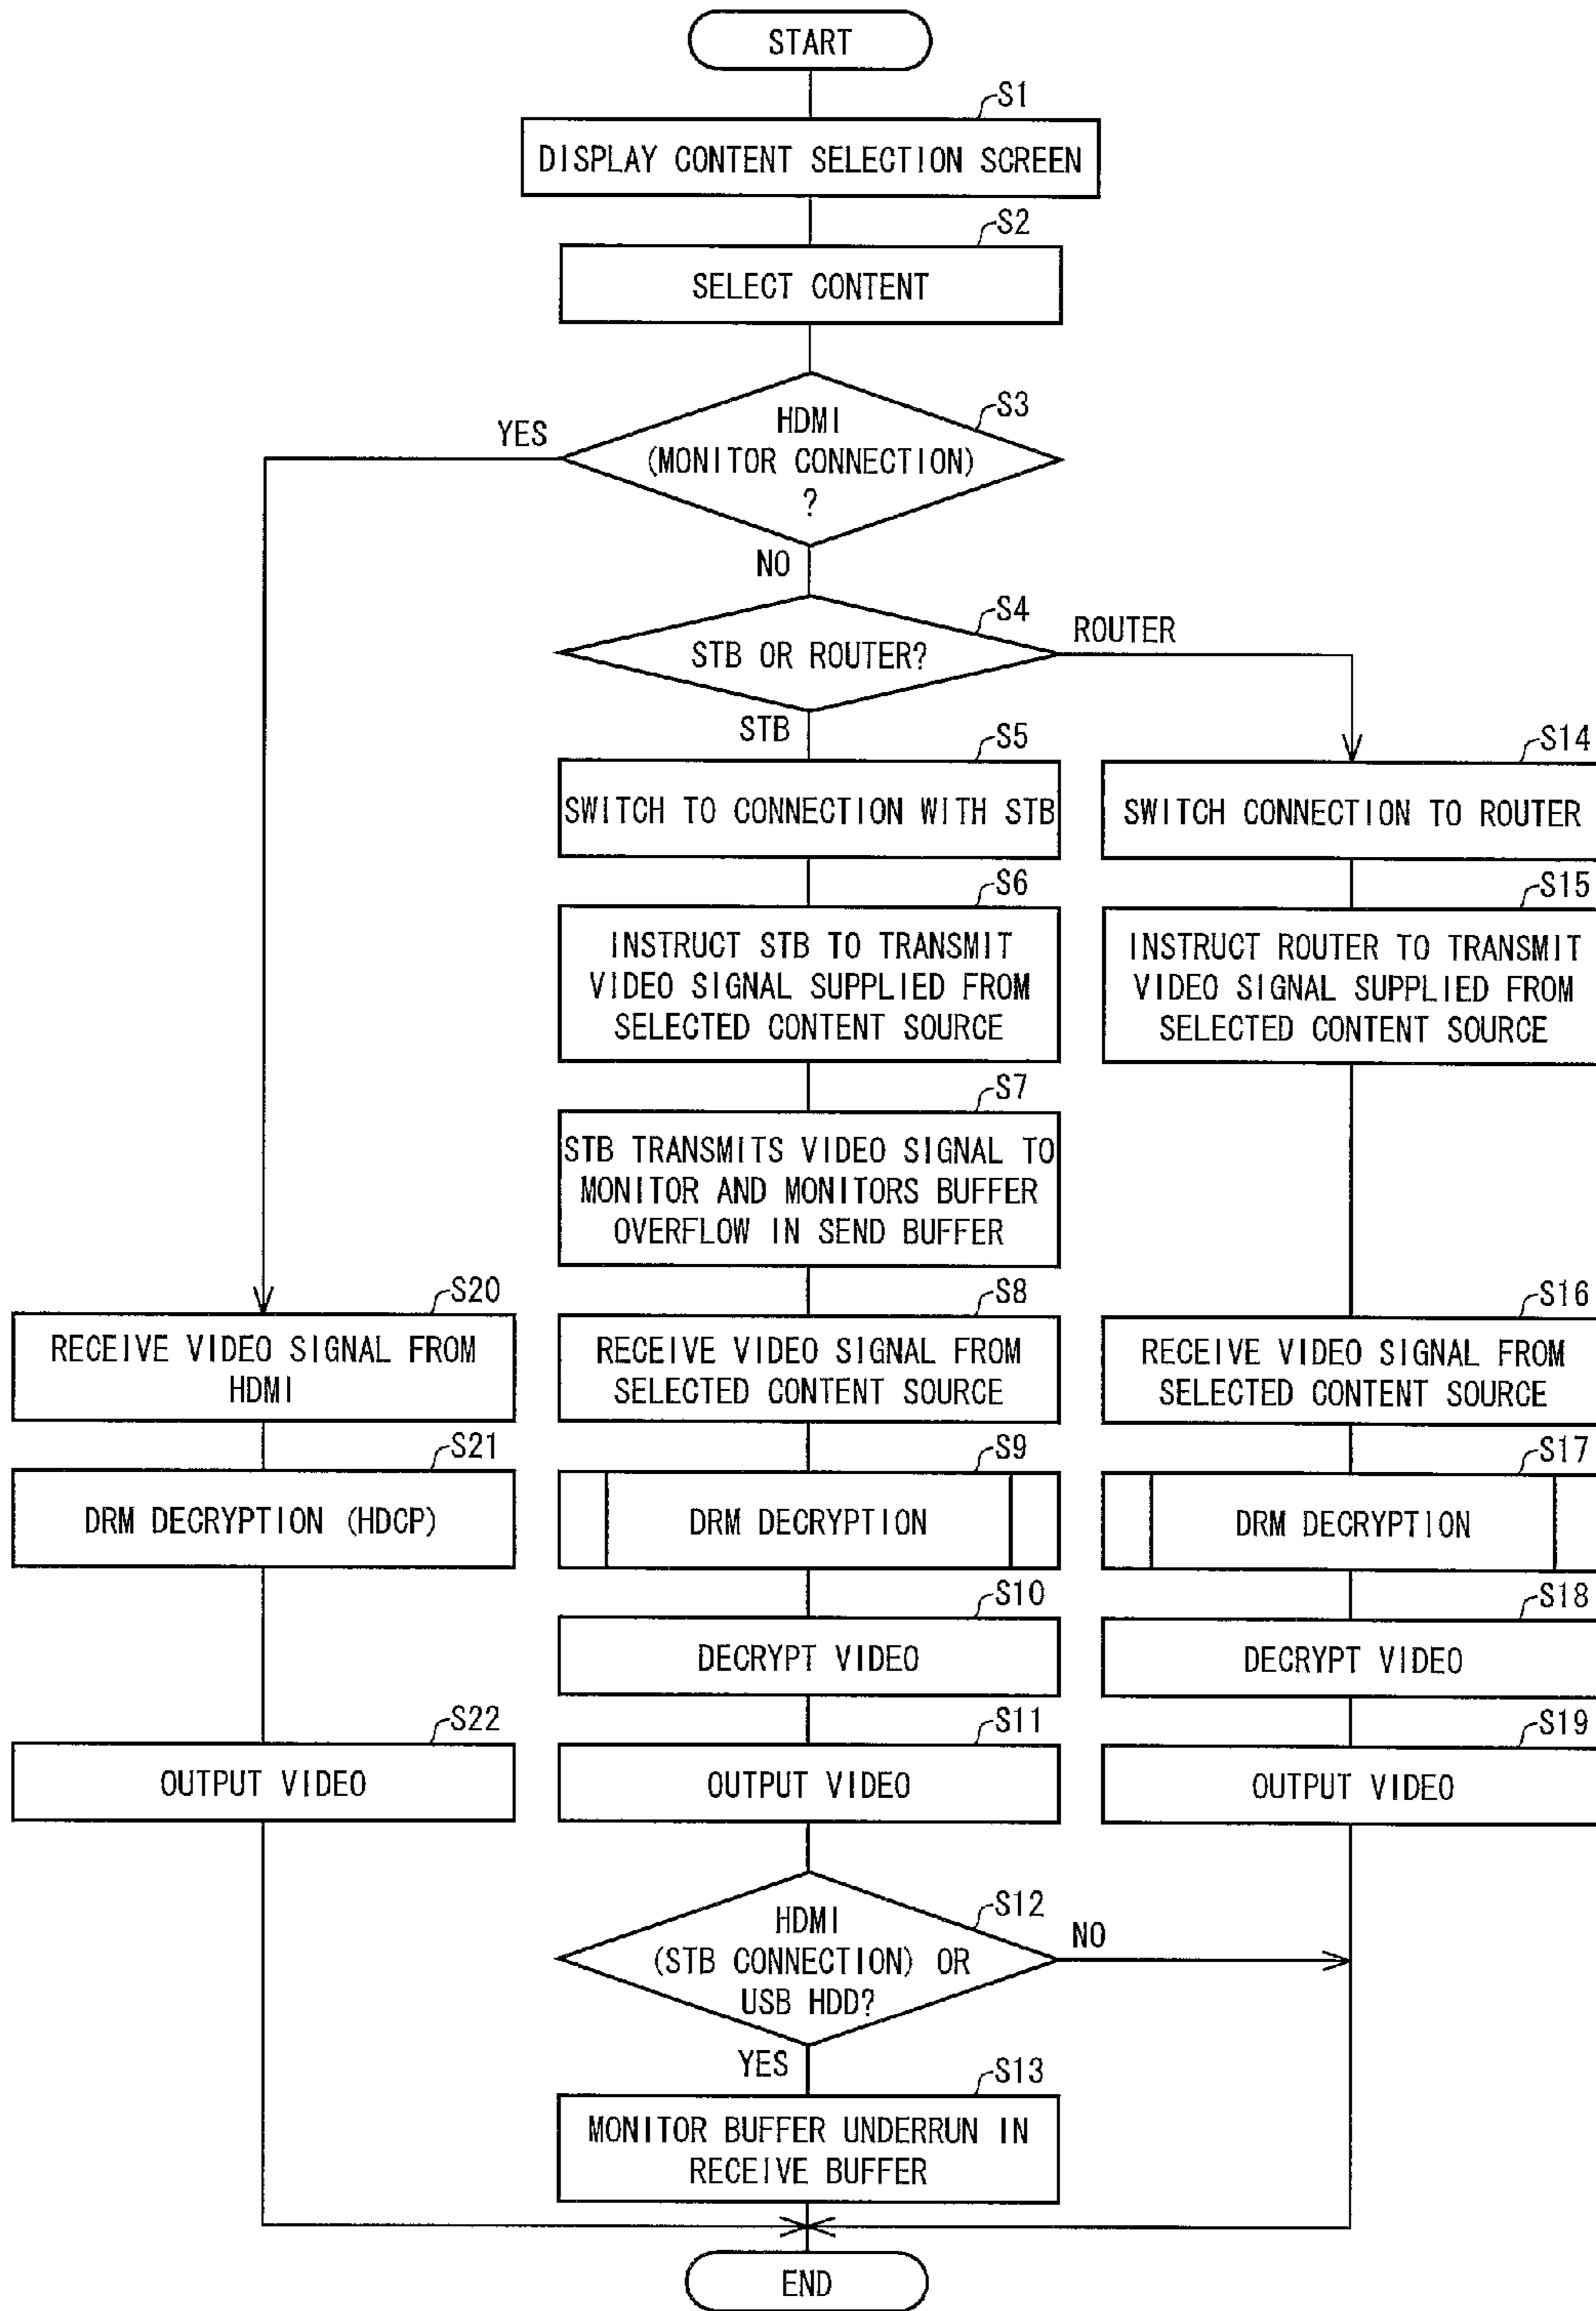 START
S1
DISPLAY CONTENT SELECTION SCREEN
S2
SELECT CONTENT
S3
HDMI
(MONITOR CONNECTION)
?
YES
NO
S4
STB OR ROUTER?
ROUTER
STB
S5
SWITCH TO CONNECTION WITH STB
S6
INSTRUCT STB TO TRANSMIT
VIDEO SIGNAL SUPPLIED FROM
SELECTED CONTENT SOURCE
S7
STB TRANSMITS VIDEO SIGNAL TO
MONITOR AND MONITORS BUFFER
OVERFLOW IN SEND BUFFER
S8
RECEIVE VIDEO SIGNAL FROM
SELECTED CONTENT SOURCE
S9
DRM DECRYPTION
S10
DECRYPT VIDEO
S11
OUTPUT VIDEO
S12
HDMI
(STB CONNECTION) OR
USB HDD?
NO
YES
S13
MONITOR BUFFER UNDERRUN IN
RECEIVE BUFFER
S14
SWITCH CONNECTION TO ROUTER
S15
INSTRUCT ROUTER TO TRANSMIT
VIDEO SIGNAL SUPPLIED FROM
SELECTED CONTENT SOURCE
S16
RECEIVE VIDEO SIGNAL FROM
SELECTED CONTENT SOURCE
S17
DRM DECRYPTION
S18
DECRYPT VIDEO
S19
OUTPUT VIDEO
S20
RECEIVE VIDEO SIGNAL FROM
HDMI
S21
DRM DECRYPTION (HDCP)
S22
OUTPUT VIDEO
END